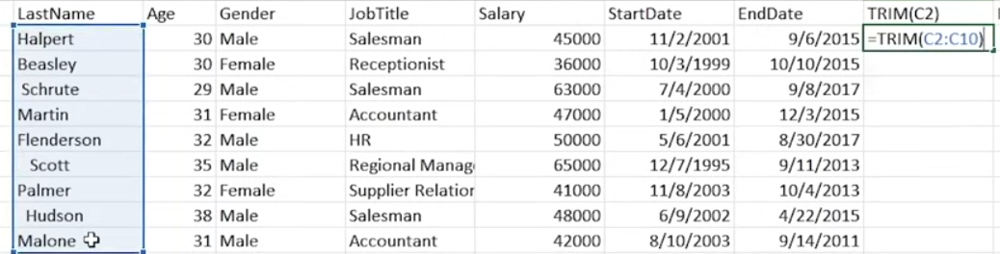 LastName Age Gender JobTitle Salary StartDate EndDate TRIM(C2)
Halpert 30 Male Salesman 45000 11/2/2001 9/6/2015 =TRIM(C2:C10)
Beasley 30 Female Receptionist 36000 10/3/1999 10/10/2015
Schrute 29 Male Salesman 63000 7/4/2000 9/8/2017
Martin 31 Female Accountant 47000 1/5/2000 12/3/2015
Flenderson 32 Male HR 50000 5/6/2001 8/30/2017
Scott 35 Male Regional Manag 65000 12/7/1995 9/11/2013
Palmer 32 Female Supplier Relation 41000 11/8/2003 10/4/2013
Hudson 38 Male Salesman 48000 6/9/2002 4/22/2015
Malone 31 Male Accountant 42000 8/10/2003 9/14/2011